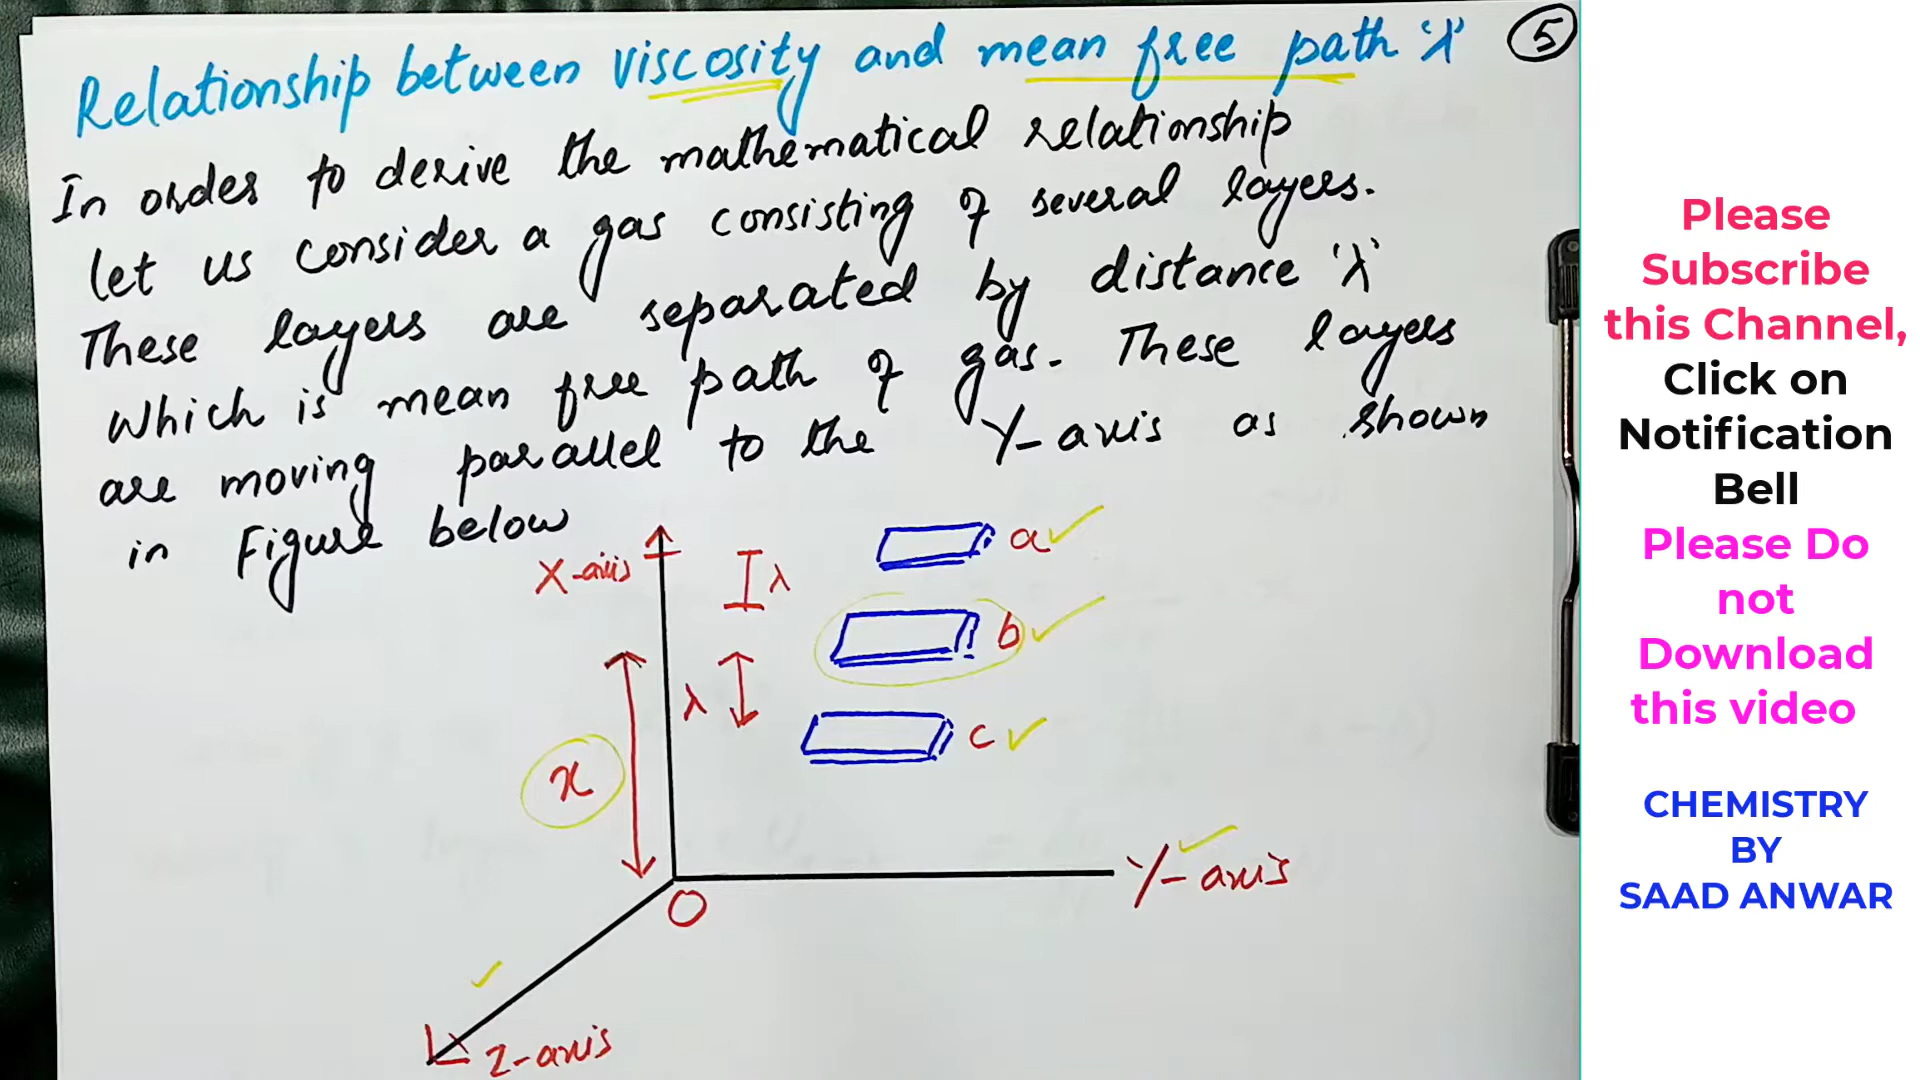 Relationship between viscosity and mean free path 'λ'
5
In order to derive the mathematical relationship
let us consider a gas consisting of several layers.
These layers are separated by distance 'λ'
which is mean free path of gas. These layers
are moving parallel to the Y-axis as shown
in Figure below
X-axis
λ
a
b
λ
c
x
Y-axis
O
Z-axis
Please
Subscribe
this Channel,
Click on
Notification
Bell
Please Do
not
Download
this video
CHEMISTRY
BY
SAAD ANWAR